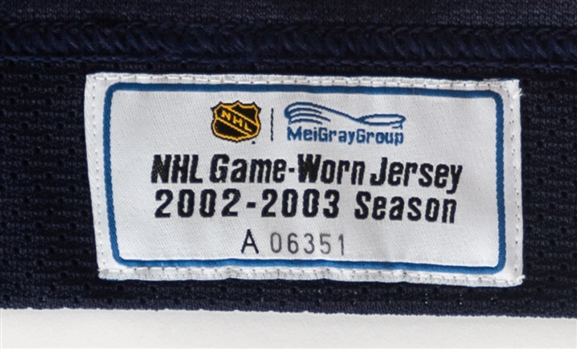 NHL
MeiGrayGroup
NHL Game-Worn Jersey
2002-2003 Season
A 06351